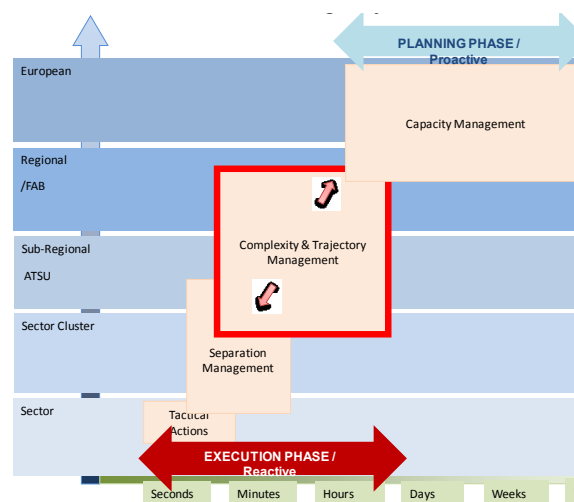 PLANNING PHASE /
Proactive
European
Capacity Management
Regional
/FAB
Complexity & Trajectory
Management
Sub-Regional
ATSU
Sector Cluster
Separation
Management
Sector
Tactical
Actions
EXECUTION PHASE /
Reactive
Seconds
Minutes
Hours
Days
Weeks